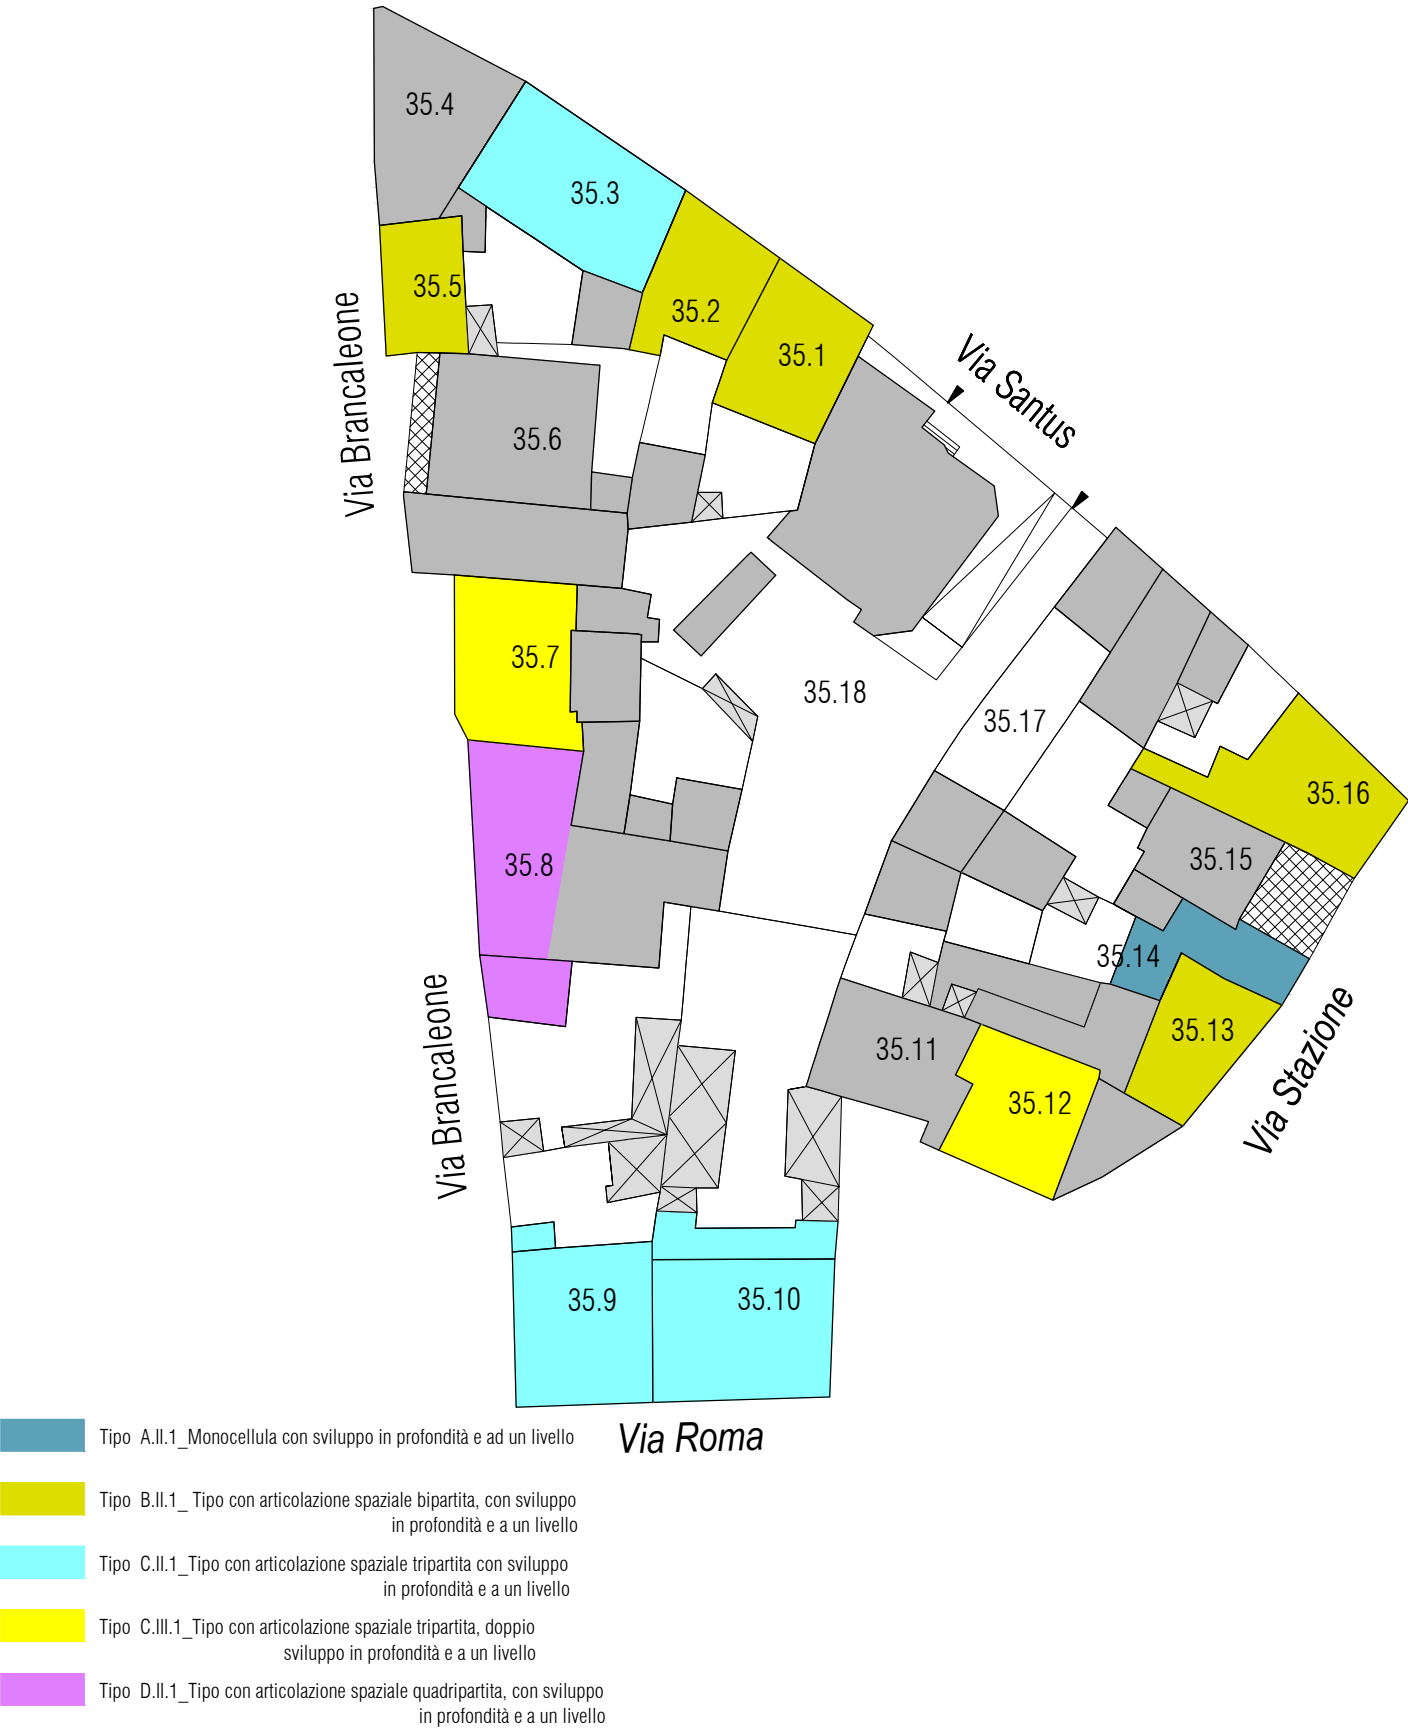 35.4
35.3
35.5
35.2
35.1
Via Santus
Via Brancaleone
35.6
35.7
35.18
35.17
35.16
35.8
35.15
35.14
35.13
35.11
35.12
Via Stazione
Via Brancaleone
35.9
35.10
Via Roma
Tipo A.II.1_Monocellula con sviluppo in profondità e ad un livello
Tipo B.II.1_ Tipo con articolazione spaziale bipartita, con sviluppo
in profondità e a un livello
Tipo C.II.1_Tipo con articolazione spaziale tripartita con sviluppo
in profondità e a un livello
Tipo C.III.1_Tipo con articolazione spaziale tripartita, doppio
sviluppo in profondità e a un livello
Tipo D.II.1_Tipo con articolazione spaziale quadripartita, con sviluppo
in profondità e a un livello